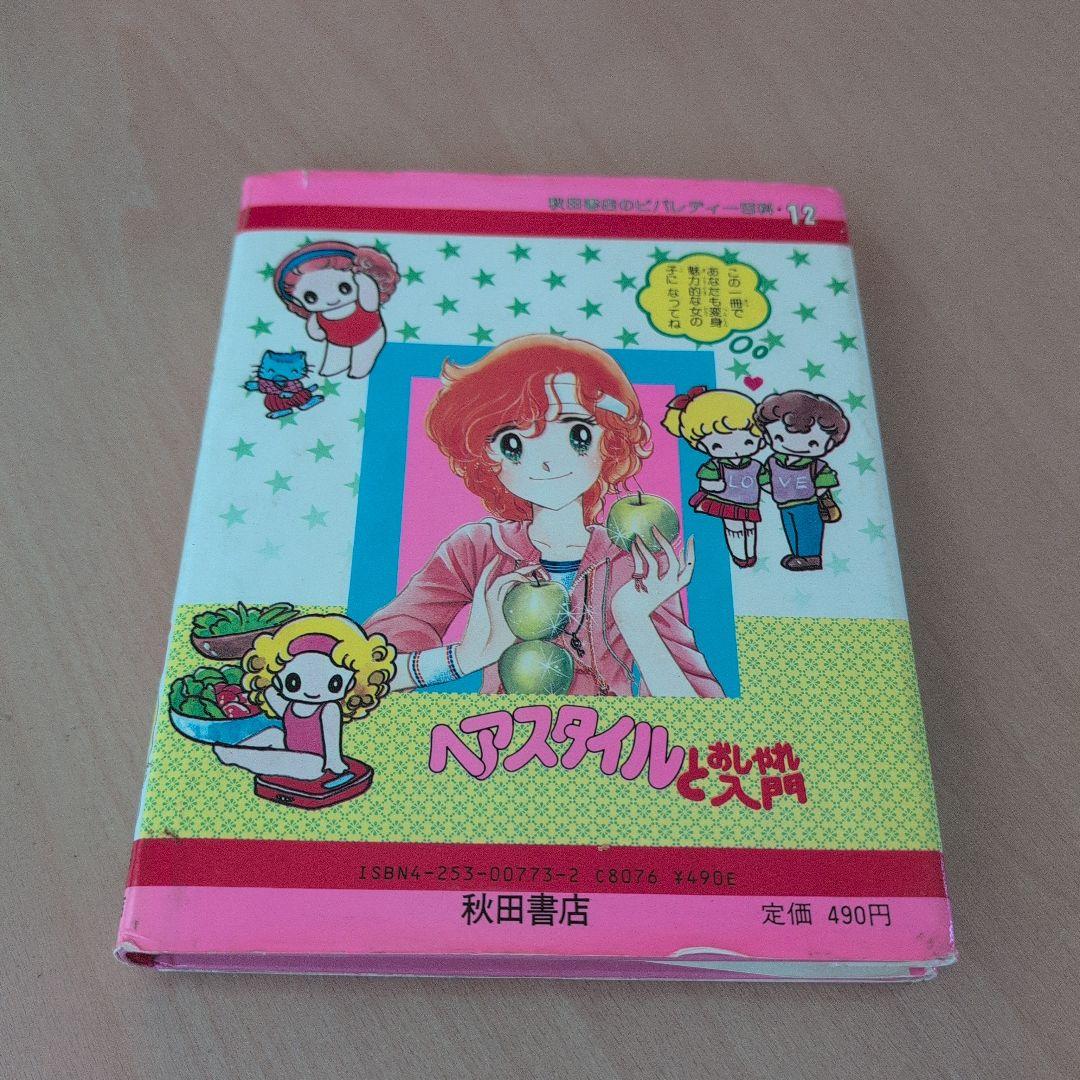 秋田書店のビバレディー百科・12
この一冊で
あなたも変身
魅力的な女の
子になってね
LOVE
ヘアスタイル
とおしゃれ
入門
ISBN4-253-00773-2 C8076 ¥490E
秋田書店
定価 490円